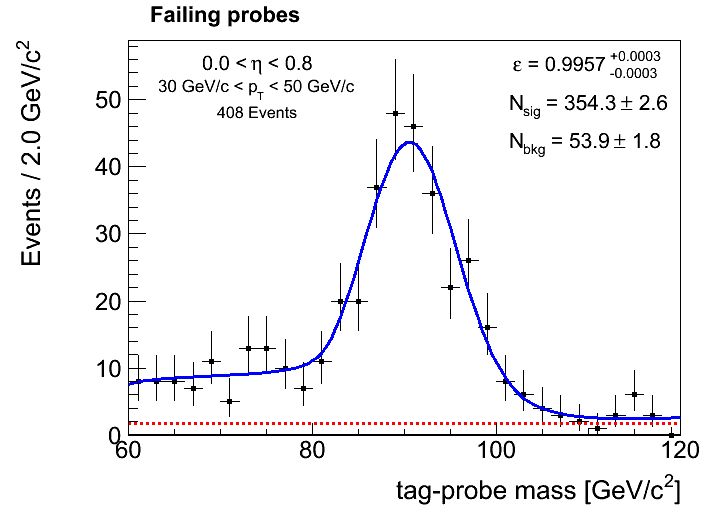 Failing probes
0.0 < η < 0.8
30 GeV/c < p_T < 50 GeV/c
408 Events
ε = 0.9957 +0.0003 -0.0003
N_sig = 354.3 ± 2.6
N_bkg = 53.9 ± 1.8
Events / 2.0 GeV/c²
50
40
30
20
10
0
60 80 100 120
tag-probe mass [GeV/c²]